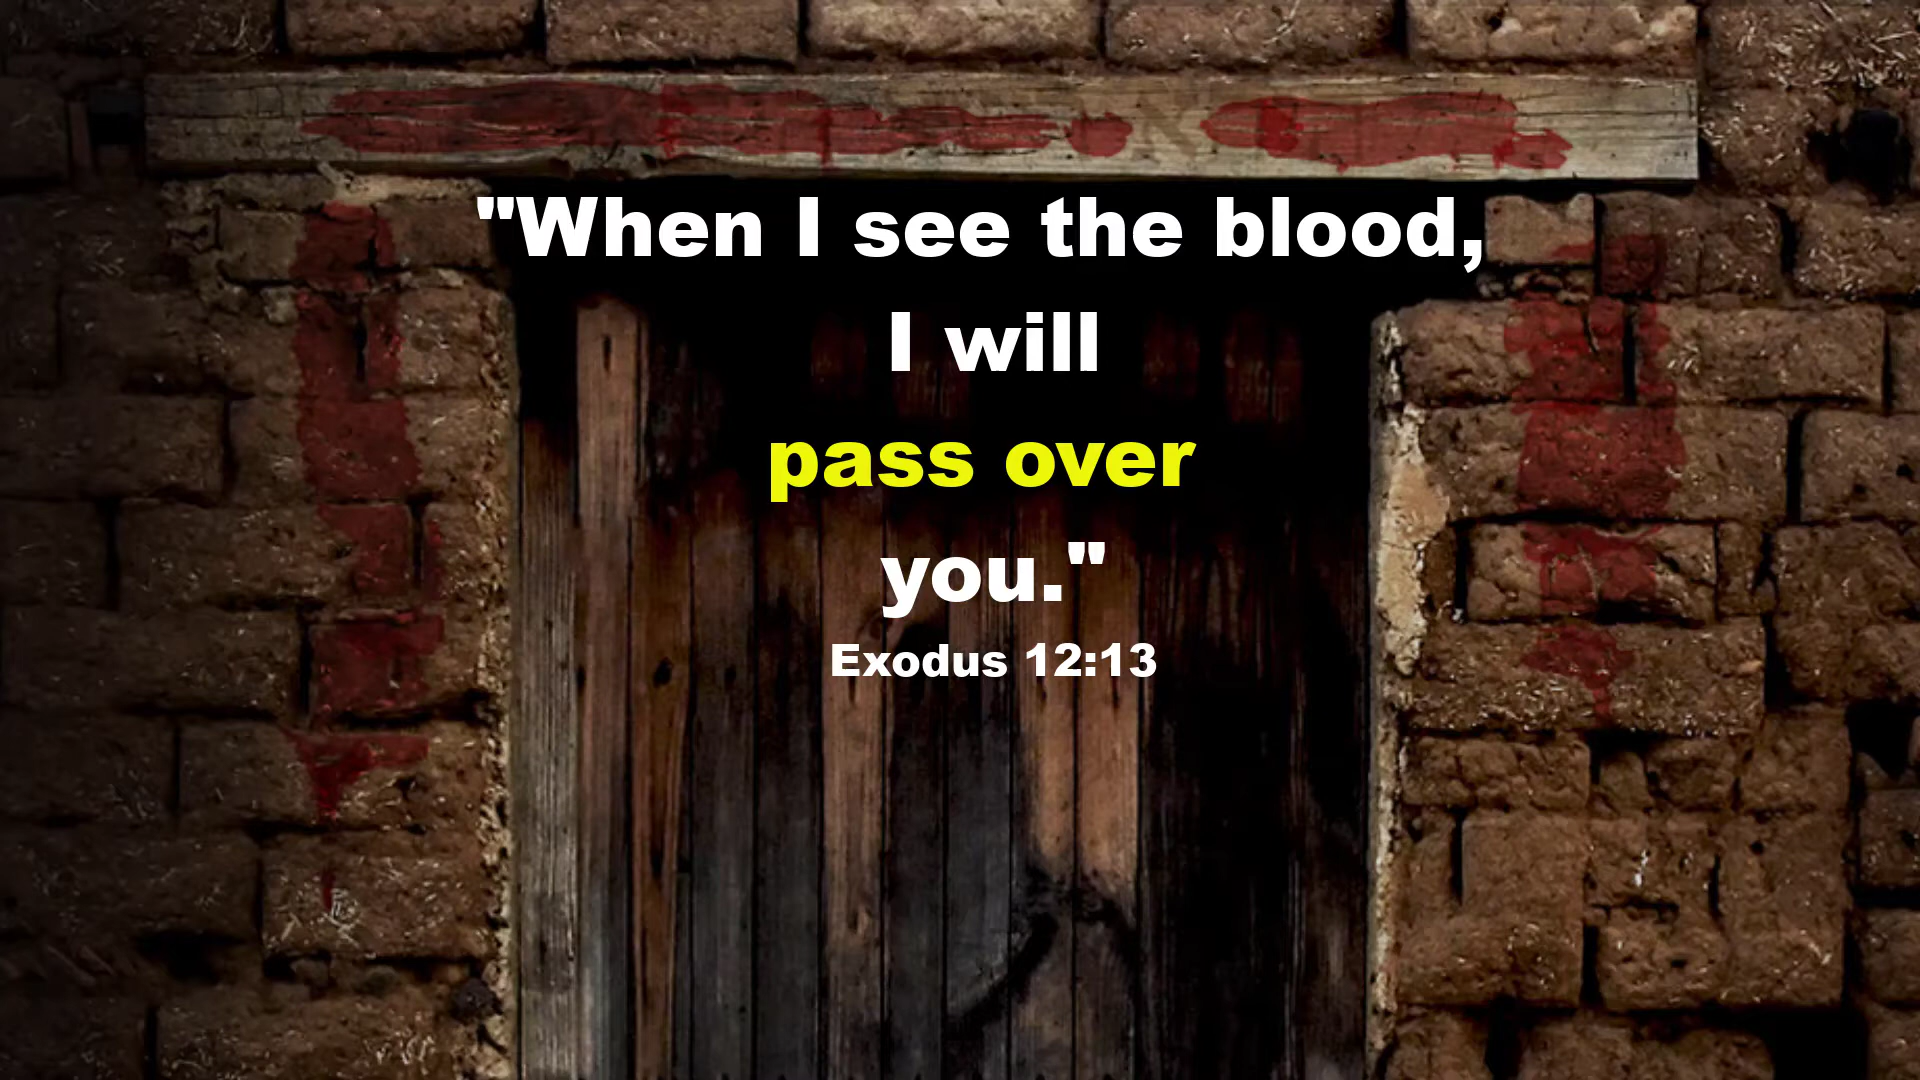 "When I see the blood,
I will
pass over
you."
Exodus 12:13